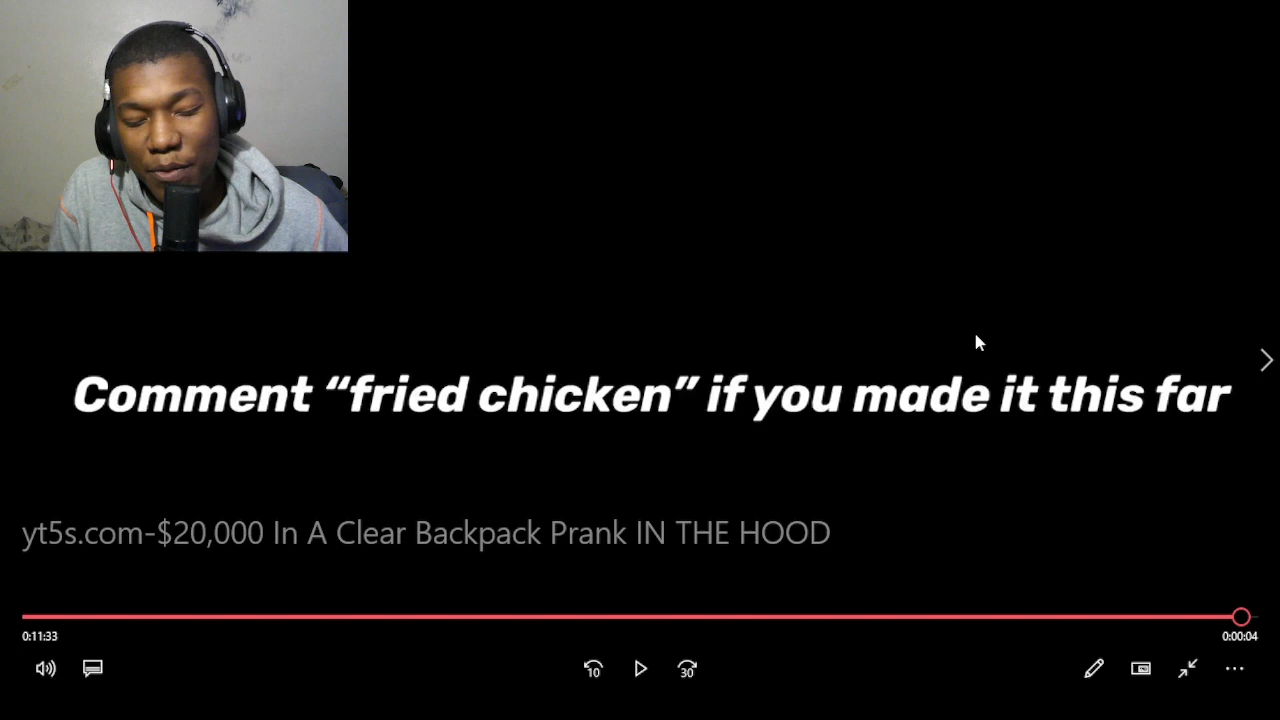 Comment “fried chicken” if you made it this far
yt5s.com-$20,000 In A Clear Backpack Prank IN THE HOOD
0:11:33
0:00:04
10
30